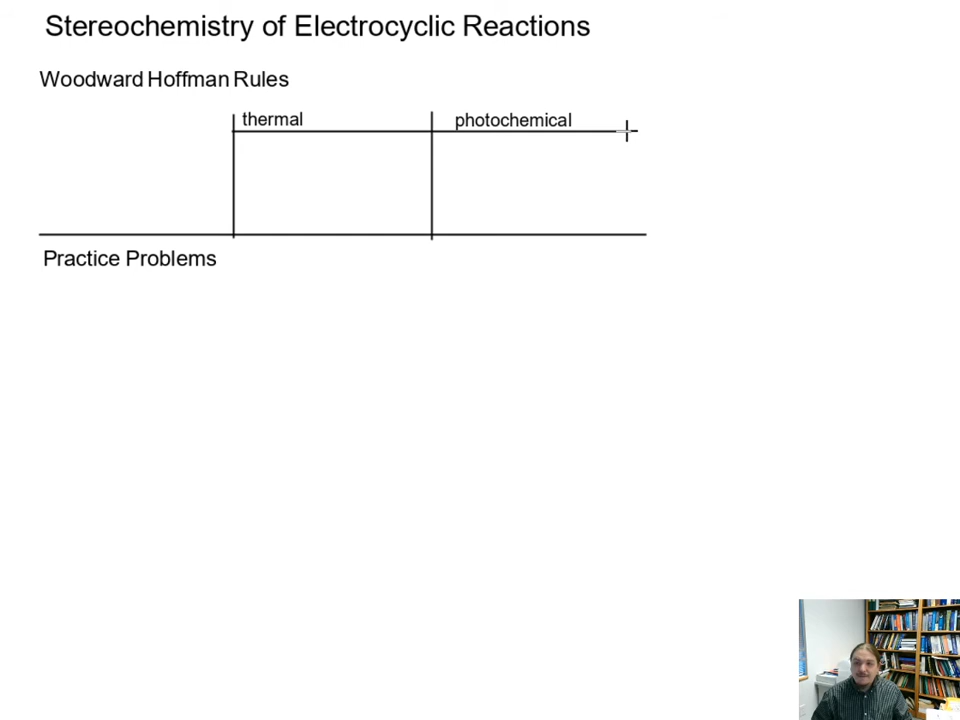 Stereochemistry of Electrocyclic Reactions
Woodward Hoffman Rules
thermal photochemical
Practice Problems